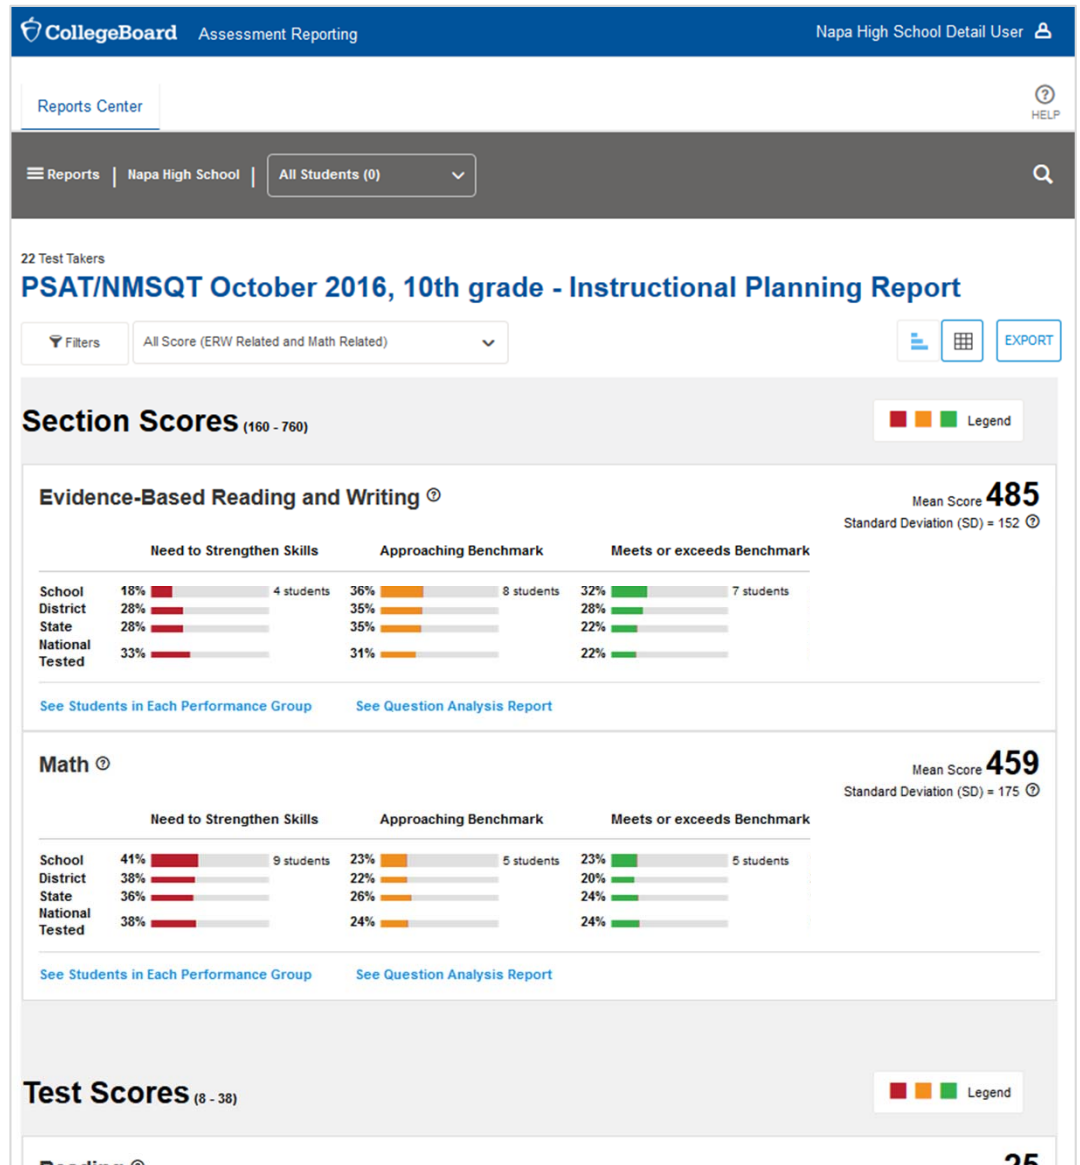 CollegeBoard Assessment Reporting Napa High School Detail User
Reports Center
HELP
Reports | Napa High School | All Students (0)
22 Test Takers
PSAT/NMSQT October 2016, 10th grade - Instructional Planning Report
Filters All Score (ERW Related and Math Related) EXPORT
Section Scores (160 - 760) Legend
Evidence-Based Reading and Writing ? Mean Score 485
Standard Deviation (SD) = 152 ?
Need to Strengthen Skills Approaching Benchmark Meets or exceeds Benchmark
School 18% 4 students 36% 8 students 32% 7 students
District 28% 35% 28%
State 28% 35% 22%
National
Tested 33% 31% 22%
See Students in Each Performance Group See Question Analysis Report
Math ? Mean Score 459
Standard Deviation (SD) = 175 ?
Need to Strengthen Skills Approaching Benchmark Meets or exceeds Benchmark
School 41% 9 students 23% 5 students 23% 5 students
District 38% 22% 20%
State 36% 26% 24%
National
Tested 38% 24% 24%
See Students in Each Performance Group See Question Analysis Report
Test Scores (8 - 38) Legend
Reading ? 25